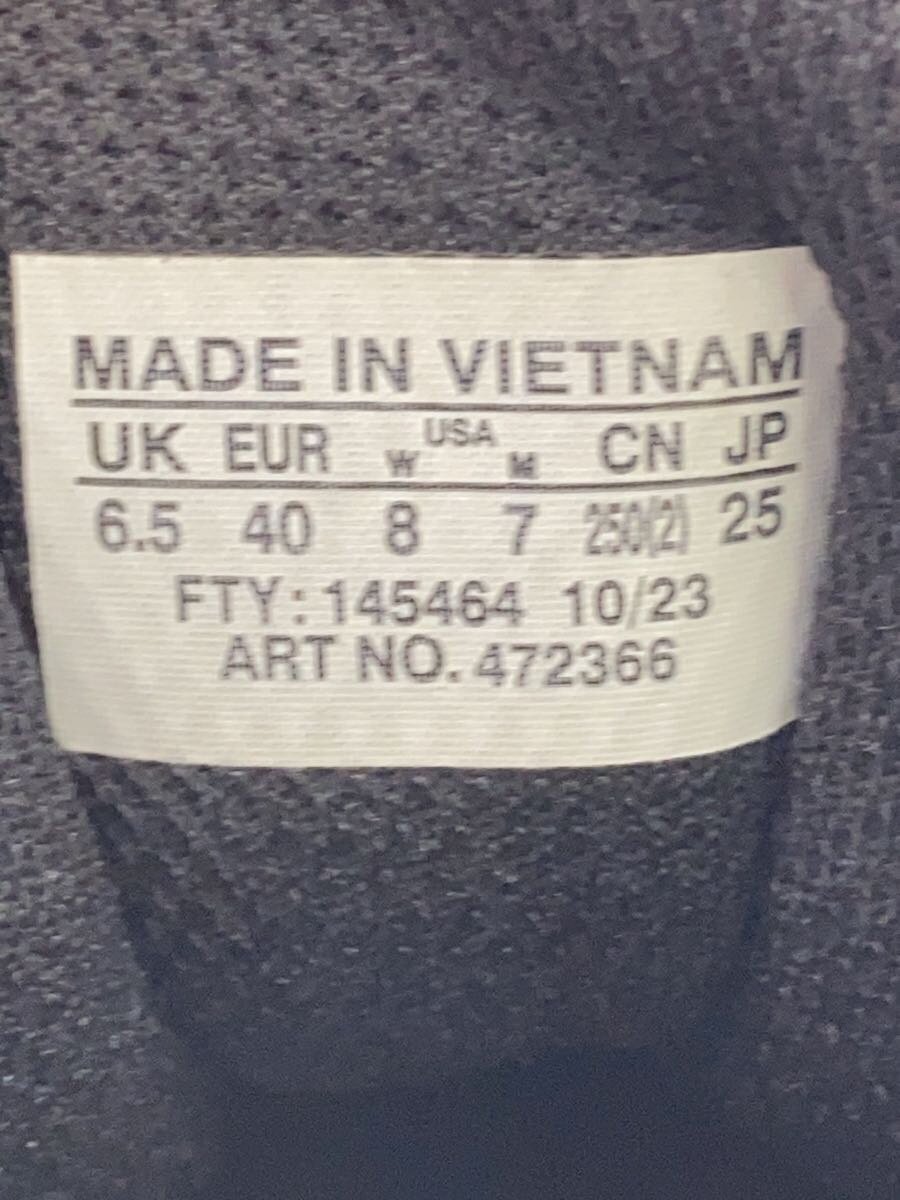 MADE IN VIETNAM
UK EUR W USA M CN JP
6.5 40 8 7 250(2) 25
FTY: 145464 10/23
ART NO. 472366